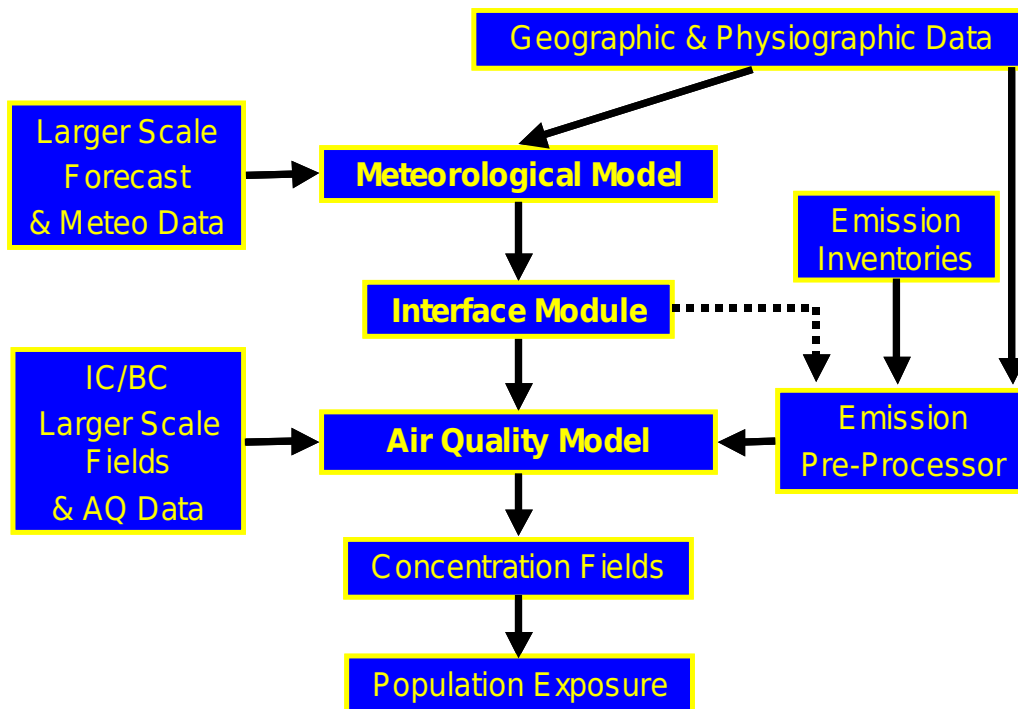 Geographic & Physiographic Data
Larger Scale
Forecast
& Meteo Data
Meteorological Model
Emission
Inventories
Interface Module
IC/BC
Larger Scale
Fields
& AQ Data
Air Quality Model
Emission
Pre-Processor
Concentration Fields
Population Exposure